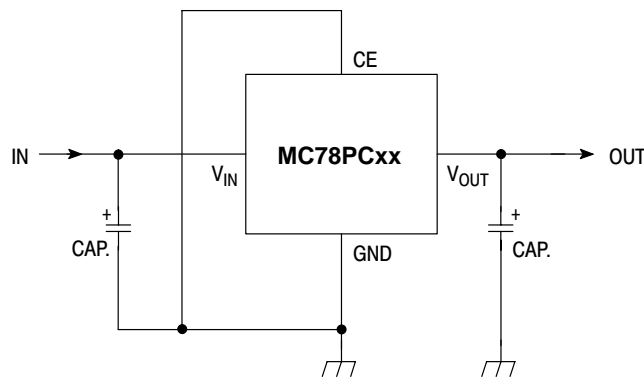 CE
IN
MC78PCxx
OUT
VIN
VOUT
+
CAP.
GND
+
CAP.